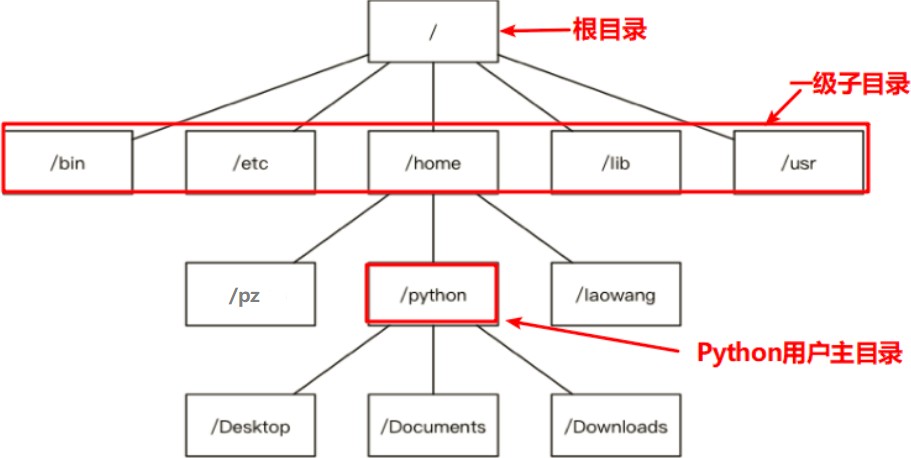 /
根目录
一级子目录
/bin
/etc
/home
/lib
/usr
/pz
/python
/laowang
Python用户主目录
/Desktop
/Documents
/Downloads